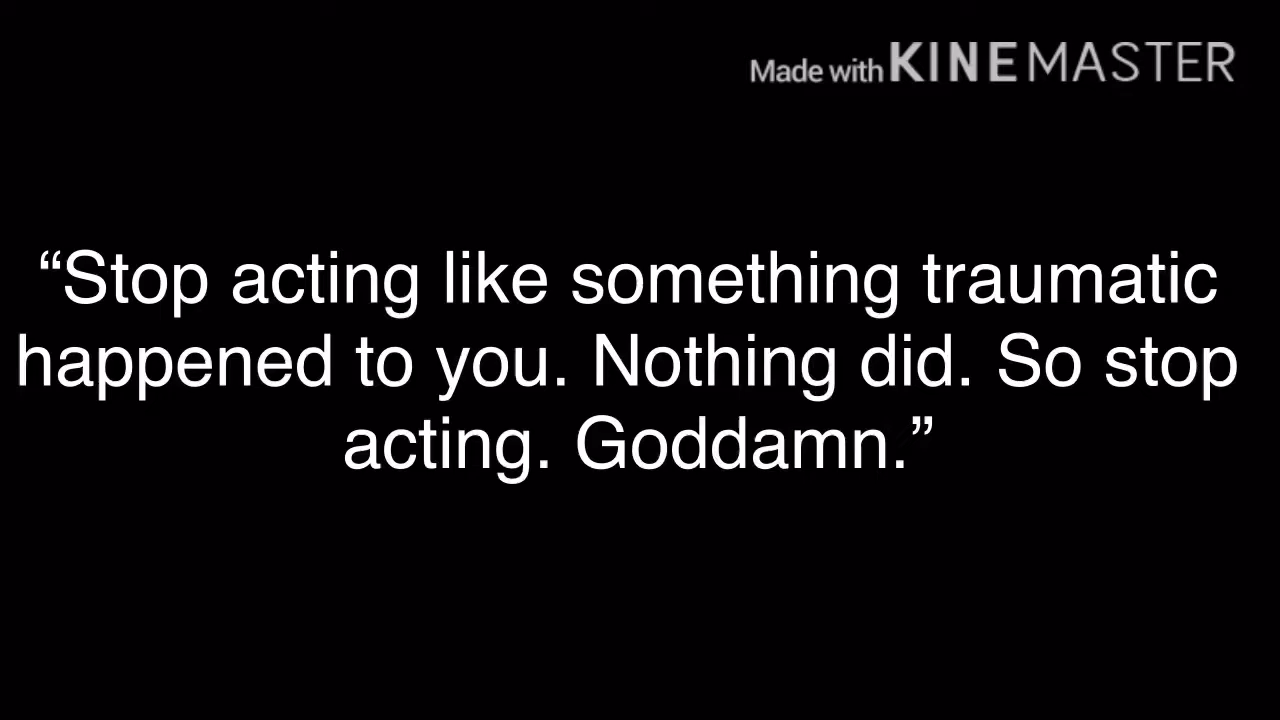 Made with KINEMASTER
“Stop acting like something traumatic
happened to you. Nothing did. So stop
acting. Goddamn.”